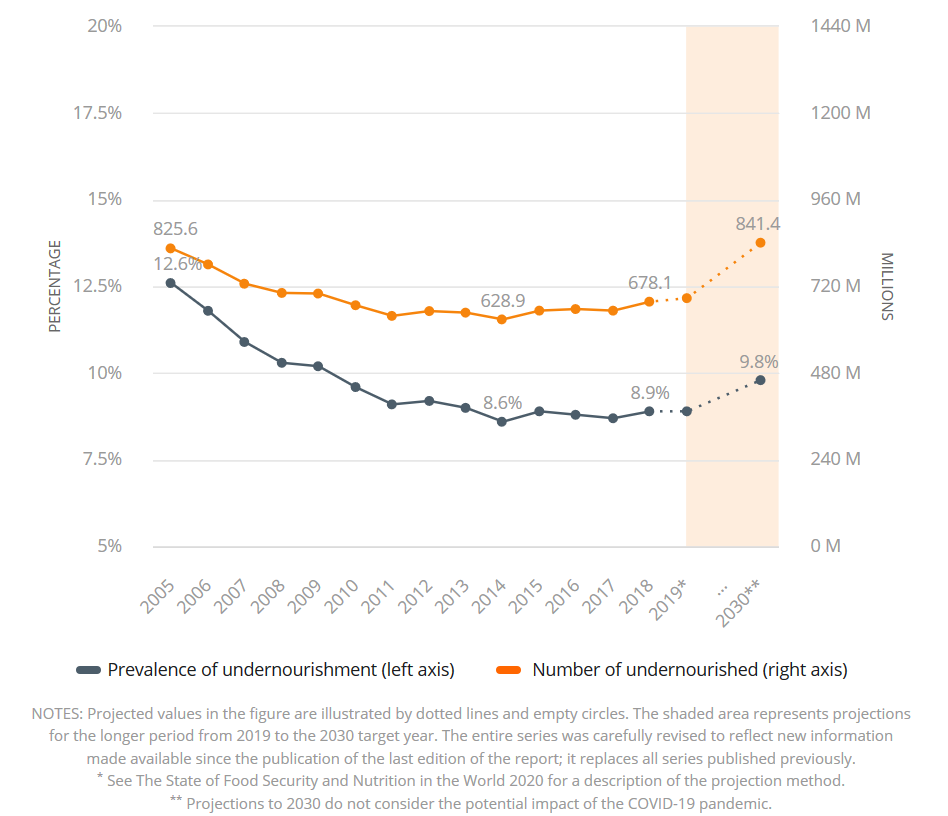 20%
1440 M
17.5%
1200 M
15%
960 M
825.6
841.4
12.6%
12.5%
720 M
678.1
628.9
PERCENTAGE
MILLIONS
10%
480 M
9.8%
8.9%
8.6%
7.5%
240 M
5%
0 M
2005 2006 2007 2008 2009 2010 2011 2012 2013 2014 2015 2016 2017 2018 2019* ... 2030**
Prevalence of undernourishment (left axis) Number of undernourished (right axis)
NOTES: Projected values in the figure are illustrated by dotted lines and empty circles. The shaded area represents projections
for the longer period from 2019 to the 2030 target year. The entire series was carefully revised to reflect new information
made available since the publication of the last edition of the report; it replaces all series published previously.
* See The State of Food Security and Nutrition in the World 2020 for a description of the projection method.
** Projections to 2030 do not consider the potential impact of the COVID-19 pandemic.